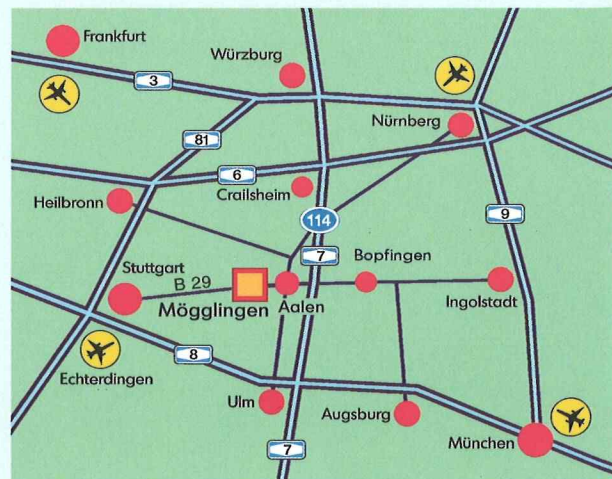 Frankfurt
Würzburg
3
Nürnberg
81
6
Crailsheim
Heilbronn
114
9
7
Bopfingen
Stuttgart
B 29
Ingolstadt
Mögglingen
Aalen
8
Echterdingen
Ulm
Augsburg
München
7